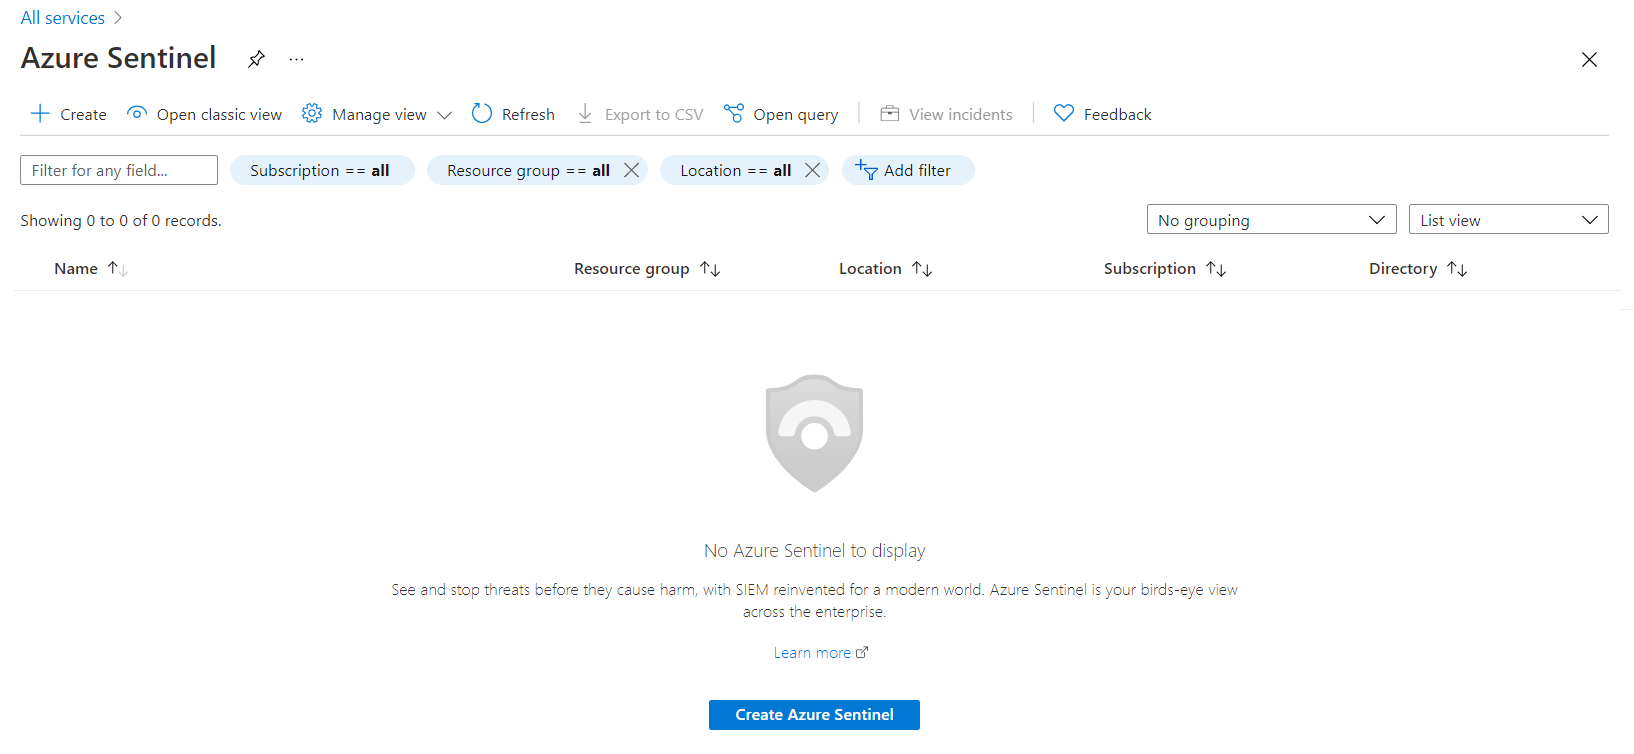 All services
Azure Sentinel ...
Create Open classic view Manage view Refresh Export to CSV Open query View incidents Feedback
Filter for any field... Subscription == all Resource group == all Location == all Add filter
Showing 0 to 0 of 0 records. No grouping List view
Name Resource group Location Subscription Directory
No Azure Sentinel to display
See and stop threats before they cause harm, with SIEM reinvented for a modern world. Azure Sentinel is your birds-eye view
across the enterprise.
Learn more
Create Azure Sentinel